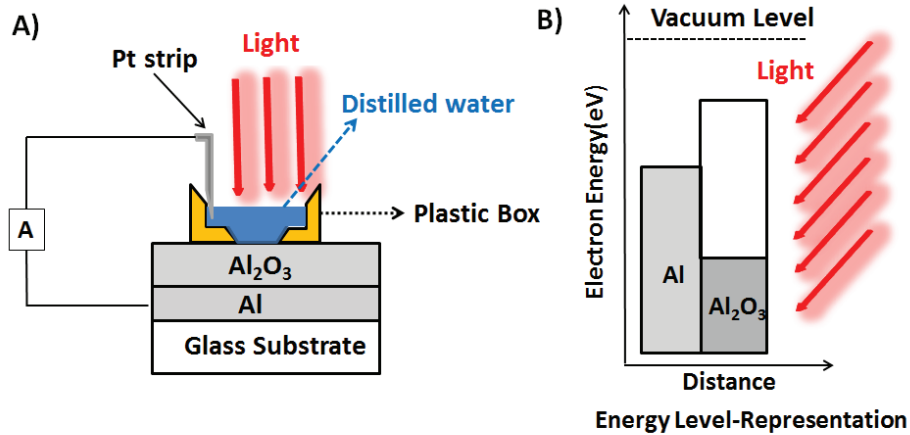 A)
Light
Pt strip
Distilled water
A
Plastic Box
Al₂O₃
Al
Glass Substrate
B)
Vacuum Level
Light
Electron Energy(eV)
Al
Al₂O₃
Distance
Energy Level-Representation